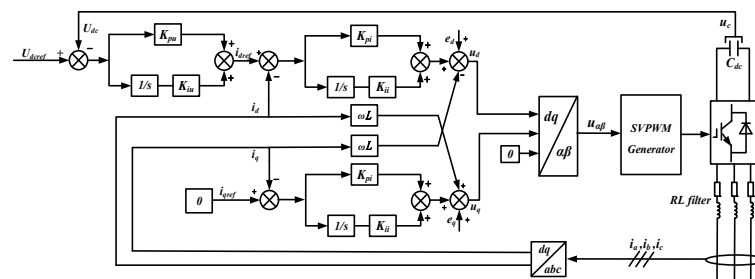 U_dc
u_c
U_dcref + −
K_pu
+
i_dref
+
K_pi
+
e_d +
u_d
C_dc
1/s
K_iu
+
−
1/s
K_ii
+
+ −
i_d
ωL
dq
αβ
u_αβ
SVPWM
Generator
0
ωL
i_q
−
K_pi
+
+
0
i_qref
+
1/s
K_ii
+
+
+
e_q
u_q
RL filter
dq
abc
i_a, i_b, i_c